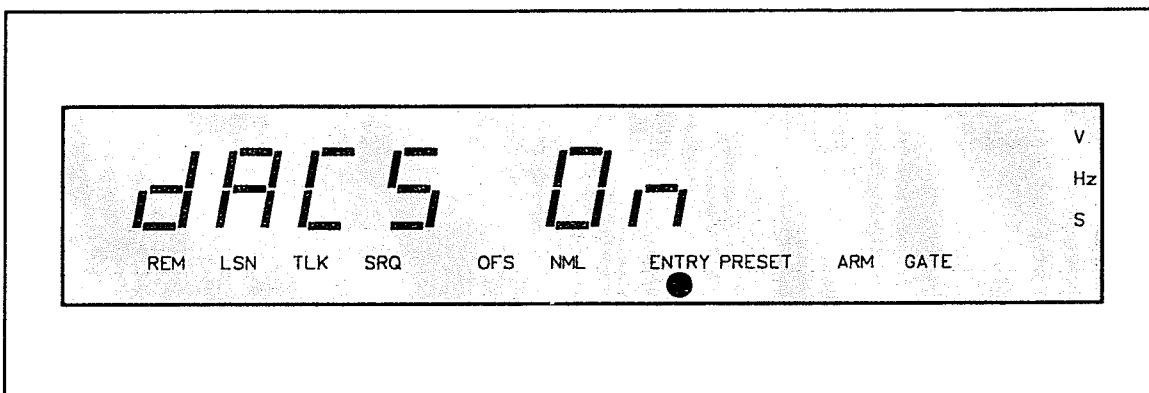 V
Hz
S
dACS On
REM LSN TLK SRQ OFS NML ENTRY PRESET ARM GATE